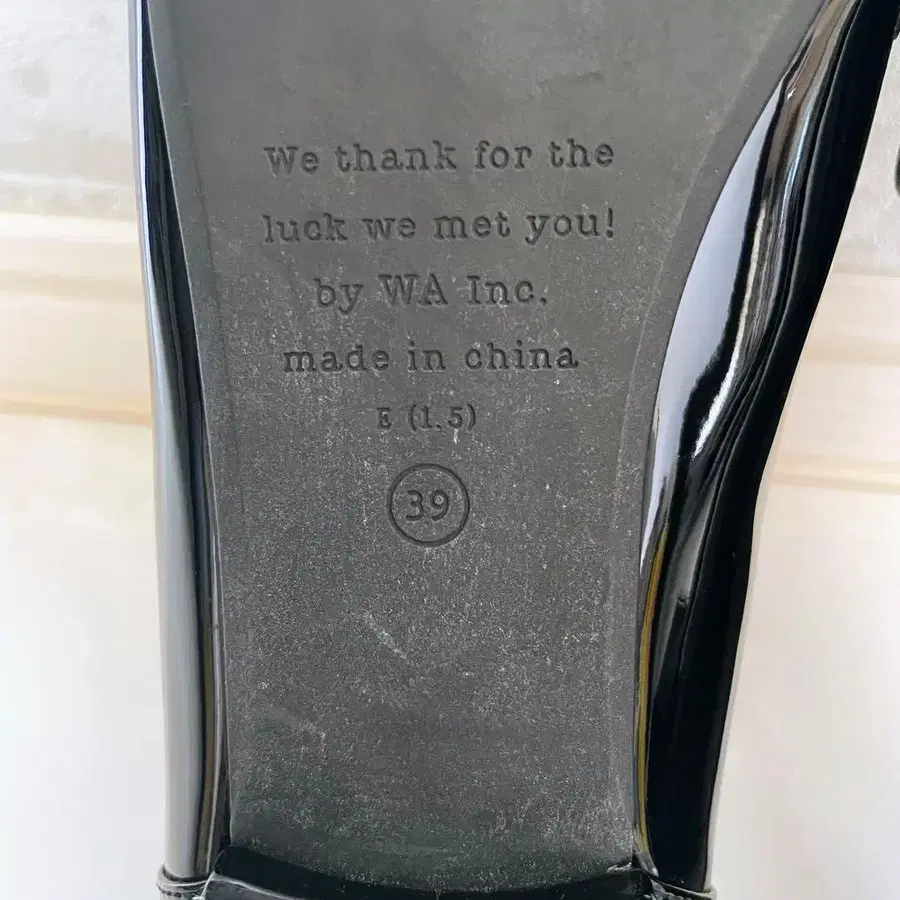 We thank for the
luck we met you!
by WA Inc.
made in china
E (1.5)
39